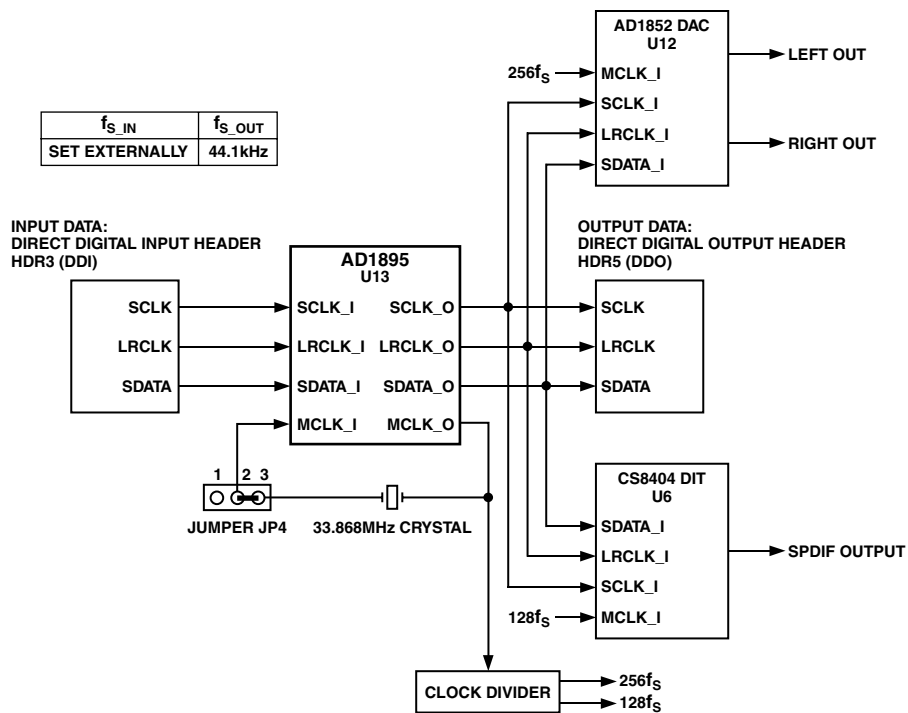 AD1852 DAC
U12
256fS
MCLK_I
SCLK_I
LRCLK_I
SDATA_I
LEFT OUT
RIGHT OUT
fS_IN fS_OUT
SET EXTERNALLY 44.1kHz
INPUT DATA:
DIRECT DIGITAL INPUT HEADER
HDR3 (DDI)
SCLK
LRCLK
SDATA
AD1895
U13
SCLK_I SCLK_O
LRCLK_I LRCLK_O
SDATA_I SDATA_O
MCLK_I MCLK_O
OUTPUT DATA:
DIRECT DIGITAL OUTPUT HEADER
HDR5 (DDO)
SCLK
LRCLK
SDATA
1 2 3
JUMPER JP4
33.868MHz CRYSTAL
CS8404 DIT
U6
SDATA_I
LRCLK_I
SCLK_I
128fS
MCLK_I
SPDIF OUTPUT
CLOCK DIVIDER
256fS
128fS